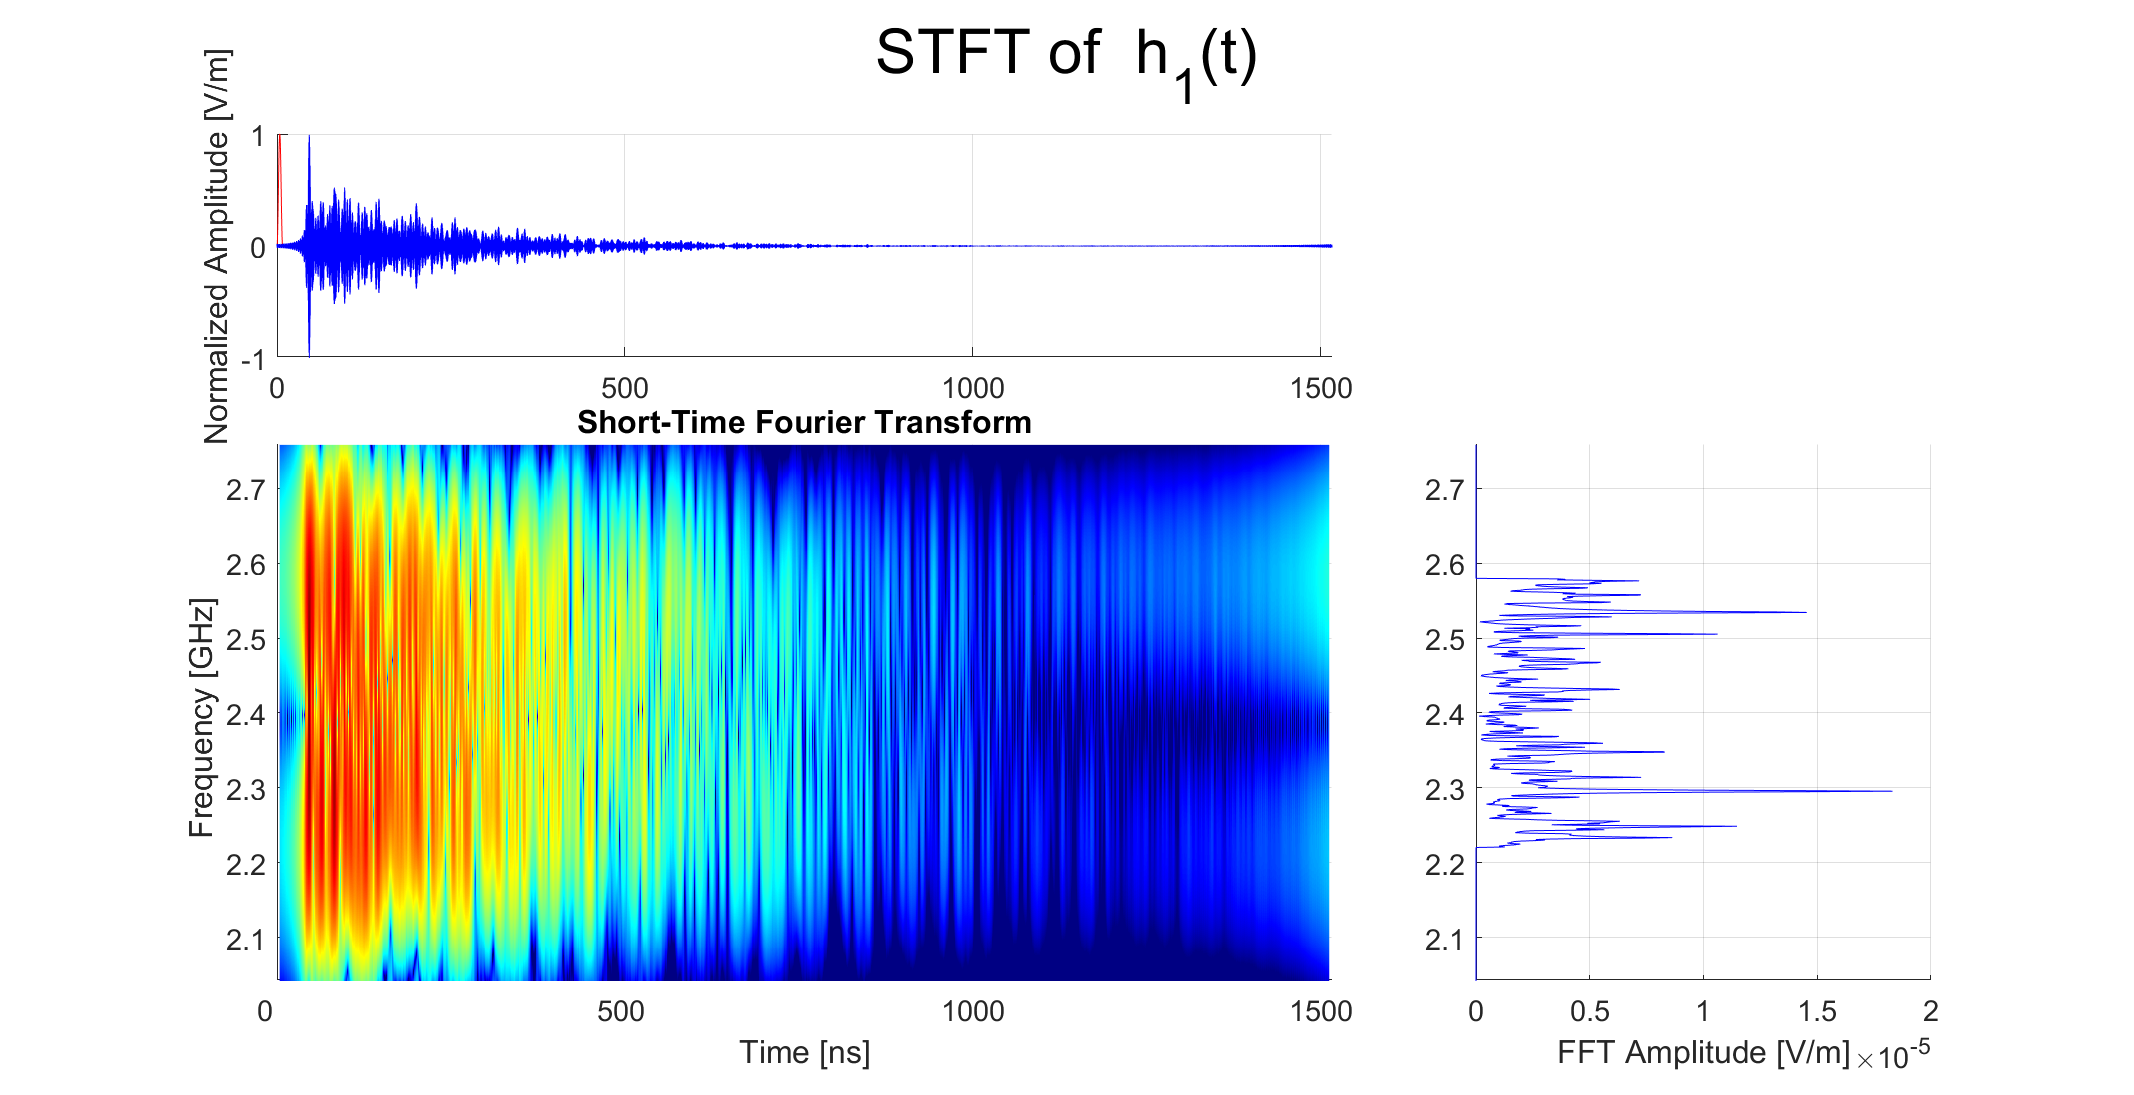 STFT of h1(t)
Normalized Amplitude [V/m]
1
0
-1
0 500 1000 1500
Short-Time Fourier Transform
Frequency [GHz]
2.7
2.6
2.5
2.4
2.3
2.2
2.1
0 500 1000 1500
Time [ns]
2.7
2.6
2.5
2.4
2.3
2.2
2.1
0 0.5 1 1.5 2
FFT Amplitude [V/m] ×10-5